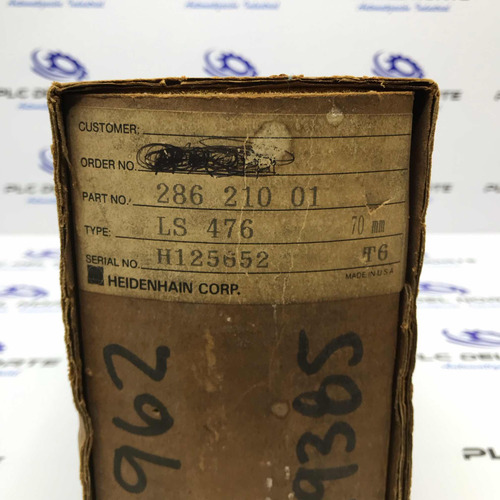 CUSTOMER:
ORDER NO.
PART NO.: 286 210 01
TYPE: LS 476 70 mm
SERIAL NO. H125652 T6
MADE IN U.S.A.
HEIDENHAIN CORP.
962
9385